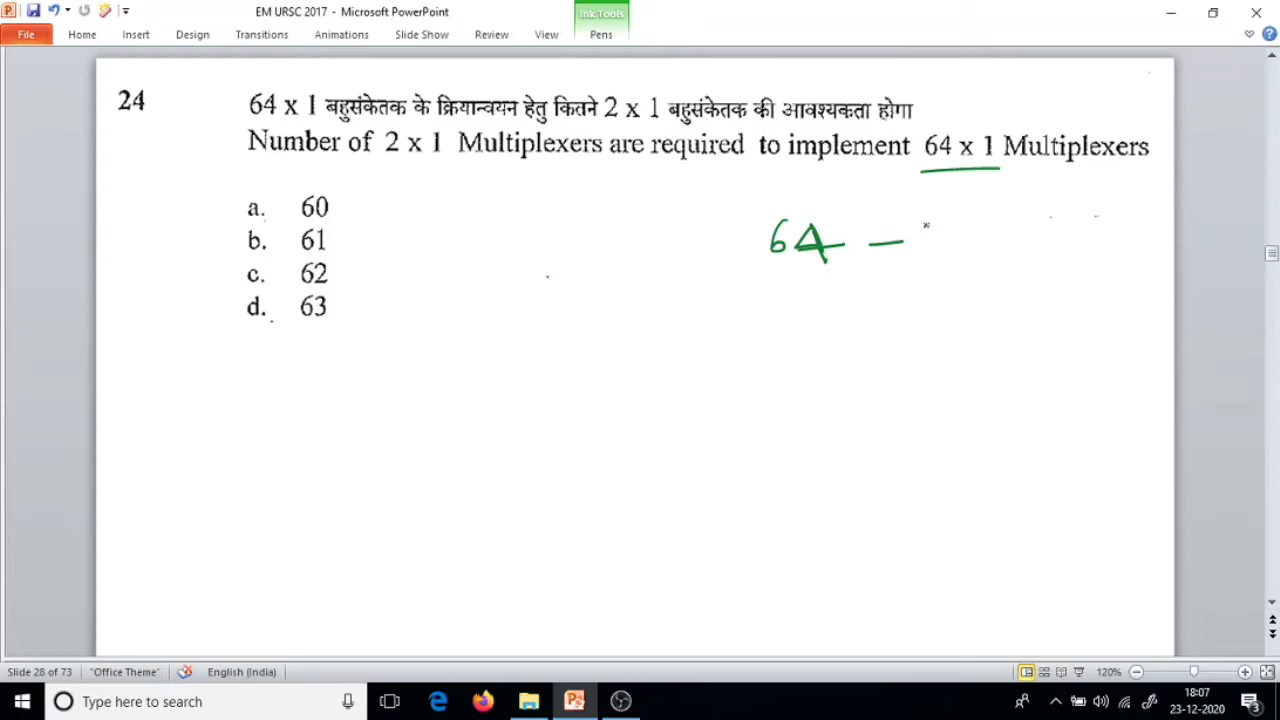 EM URSC 2017 - Microsoft PowerPoint
Ink Tools
File Home Insert Design Transitions Animations Slide Show Review View Pens
24
64 x 1 बहुसंकेतक के क्रियान्वयन हेतु कितने 2 x 1 बहुसंकेतक की आवश्यकता होगा
Number of 2 x 1 Multiplexers are required to implement 64 x 1 Multiplexers
a. 60
b. 61
c. 62
d. 63
64 –
Slide 28 of 73 "Office Theme" English (India) 120%
Type here to search
18:07
23-12-2020
3